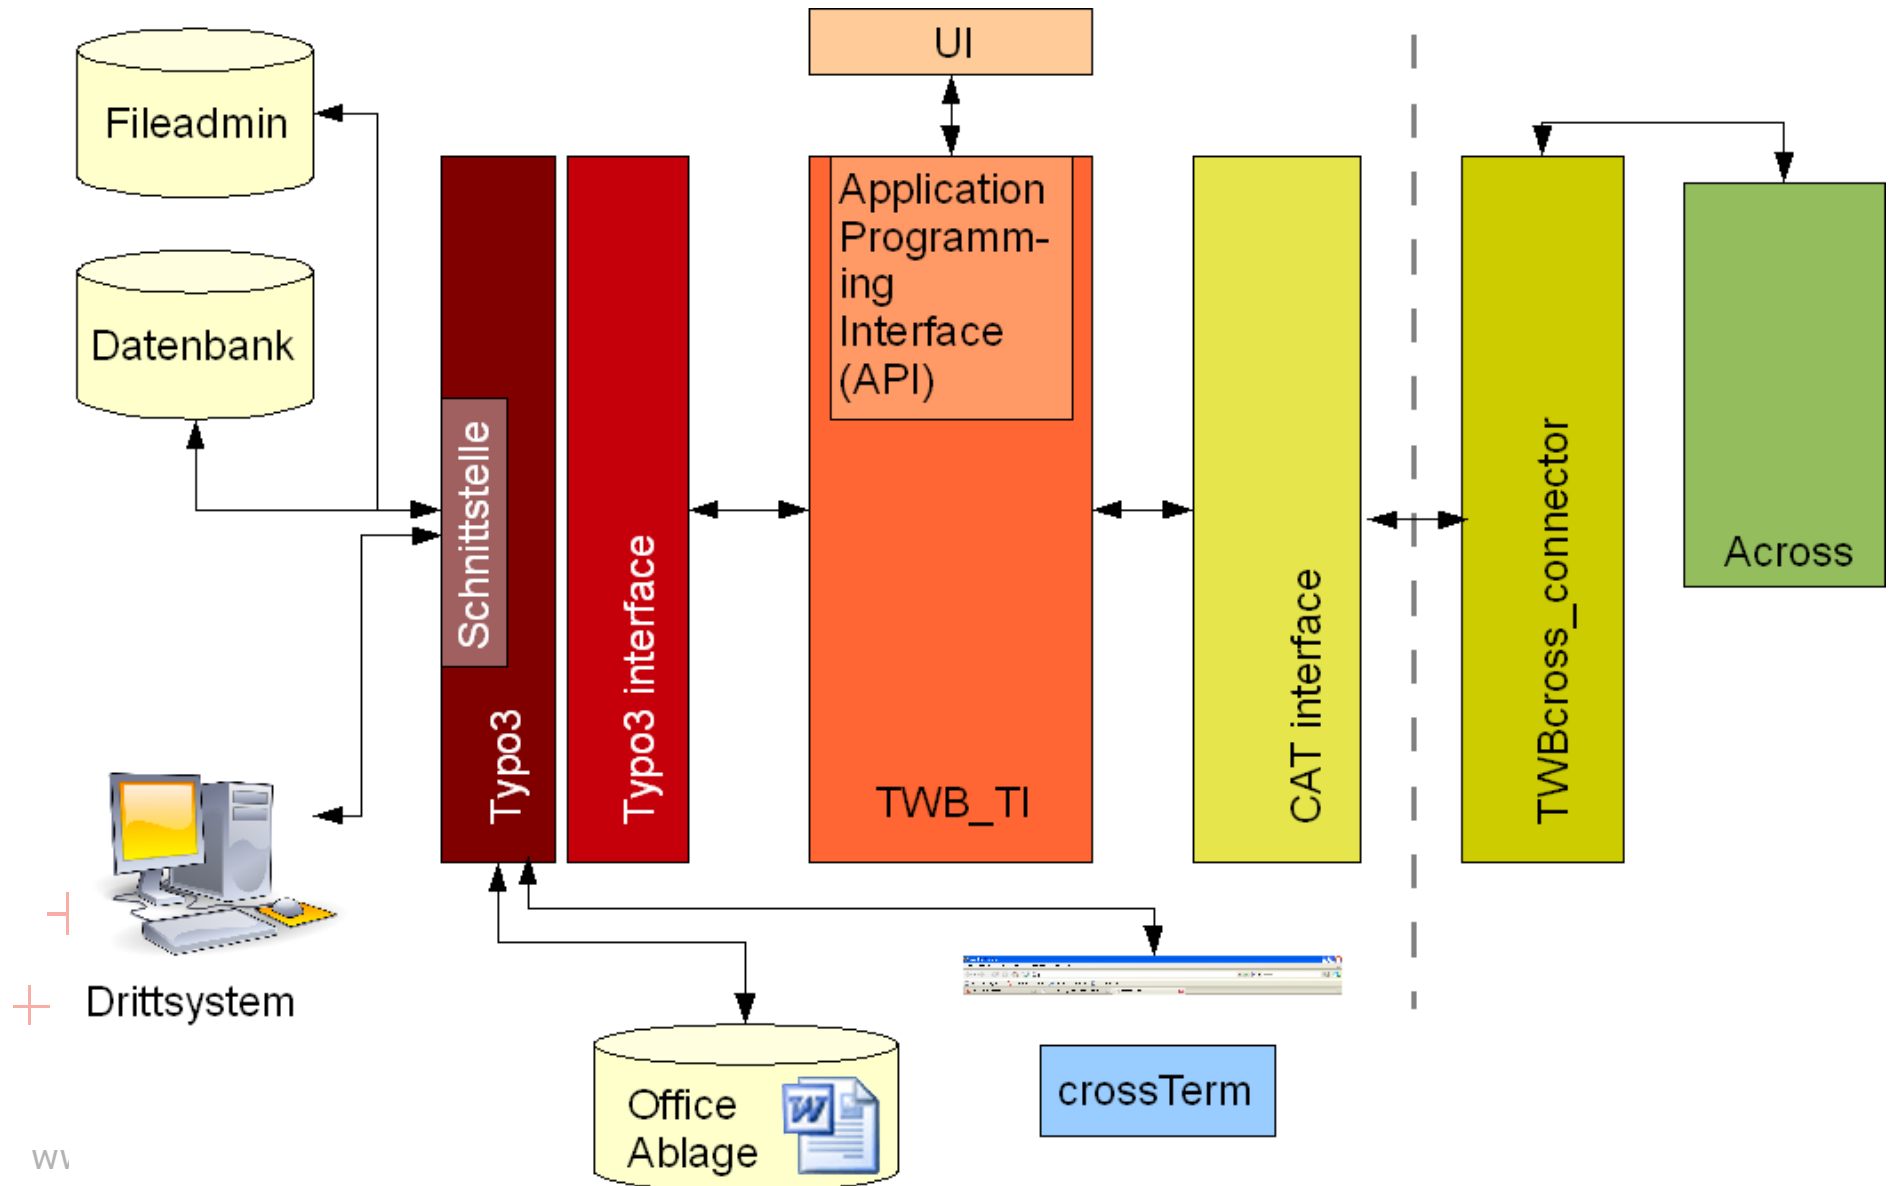 UI
Fileadmin
Datenbank
Schnittstelle
Typo3
Typo3 interface
Application
Programm-
ing
Interface
(API)
TWB_TI
CAT interface
TWBcross_connector
Across
Drittsystem
Office
Ablage
W
crossTerm